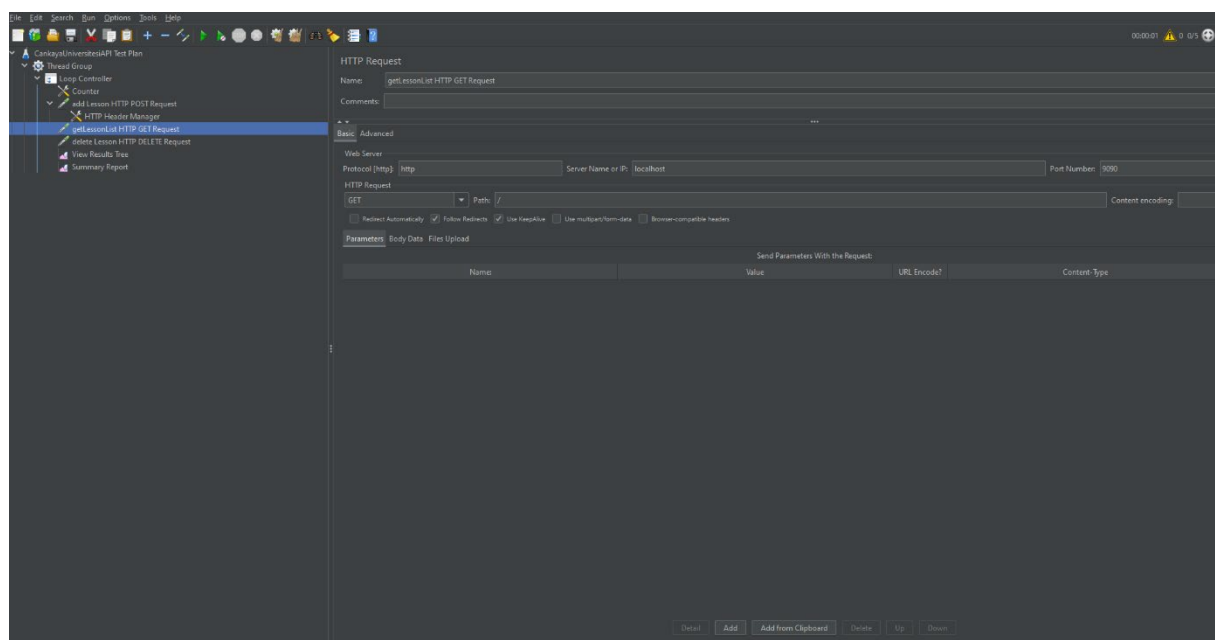 File Edit Search Run Options Tools Help
00:00:01 0 0/5
CankayaUniversitesiAPI Test Plan
Thread Group
Loop Controller
Counter
add Lesson HTTP POST Request
HTTP Header Manager
getLessonList HTTP GET Request
delete Lesson HTTP DELETE Request
View Results Tree
Summary Report
HTTP Request
Name: getLessonList HTTP GET Request
Comments:
Basic Advanced
Web Server
Protocol [http]: http Server Name or IP: localhost Port Number: 9090
HTTP Request
GET Path: / Content encoding:
Redirect Automatically Follow Redirects Use KeepAlive Use multipart/form-data Browser-compatible headers
Parameters Body Data Files Upload
Send Parameters With the Request:
Name: Value URL Encode? Content-Type
Detail Add Add from Clipboard Delete Up Down